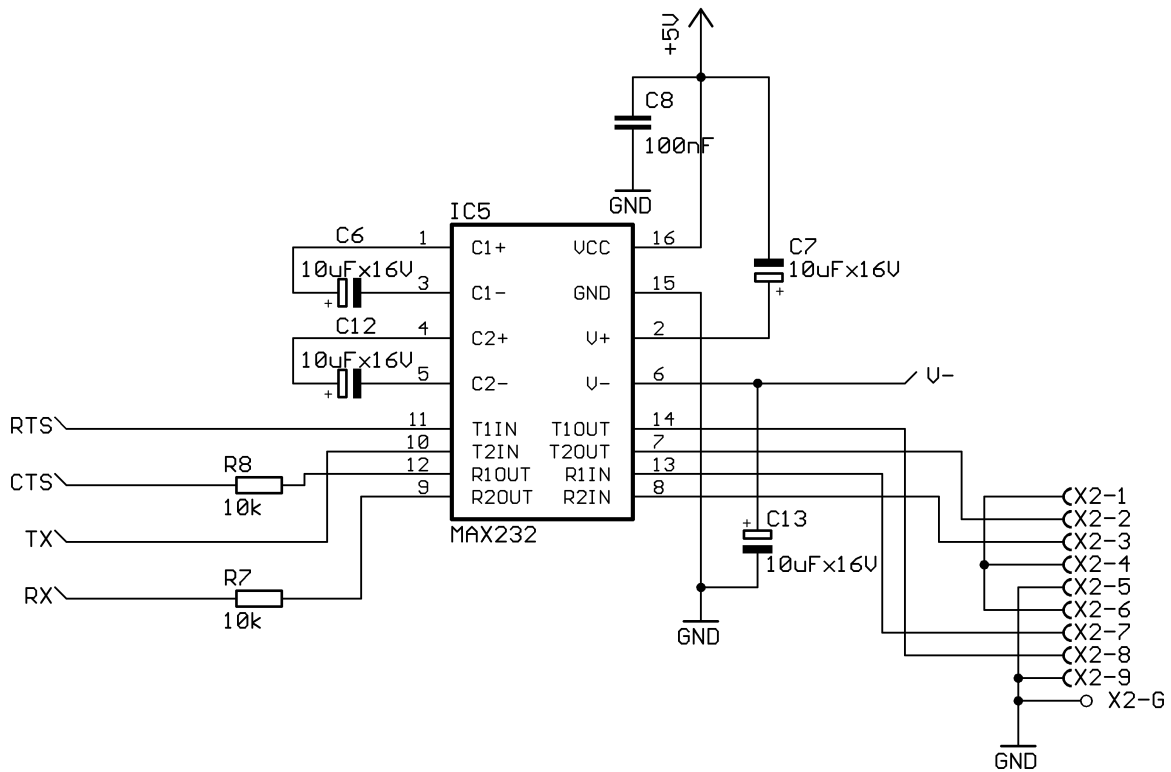 +5V
C8
100nF
GND
IC5
C6
10uFx16V
+
C12
10uFx16V
+
1
3
4
5
11
10
12
9
C1+
C1-
C2+
C2-
T1IN
T2IN
R1OUT
R2OUT
VCC
GND
V+
V-
T1OUT
T2OUT
R1IN
R2IN
16
15
2
6
14
7
13
8
MAX232
C7
10uFx16V
+
V-
RTS
CTS
R8
10k
TX
RX
R7
10k
+
C13
10uFx16V
GND
X2-1
X2-2
X2-3
X2-4
X2-5
X2-6
X2-7
X2-8
X2-9
X2-G
GND